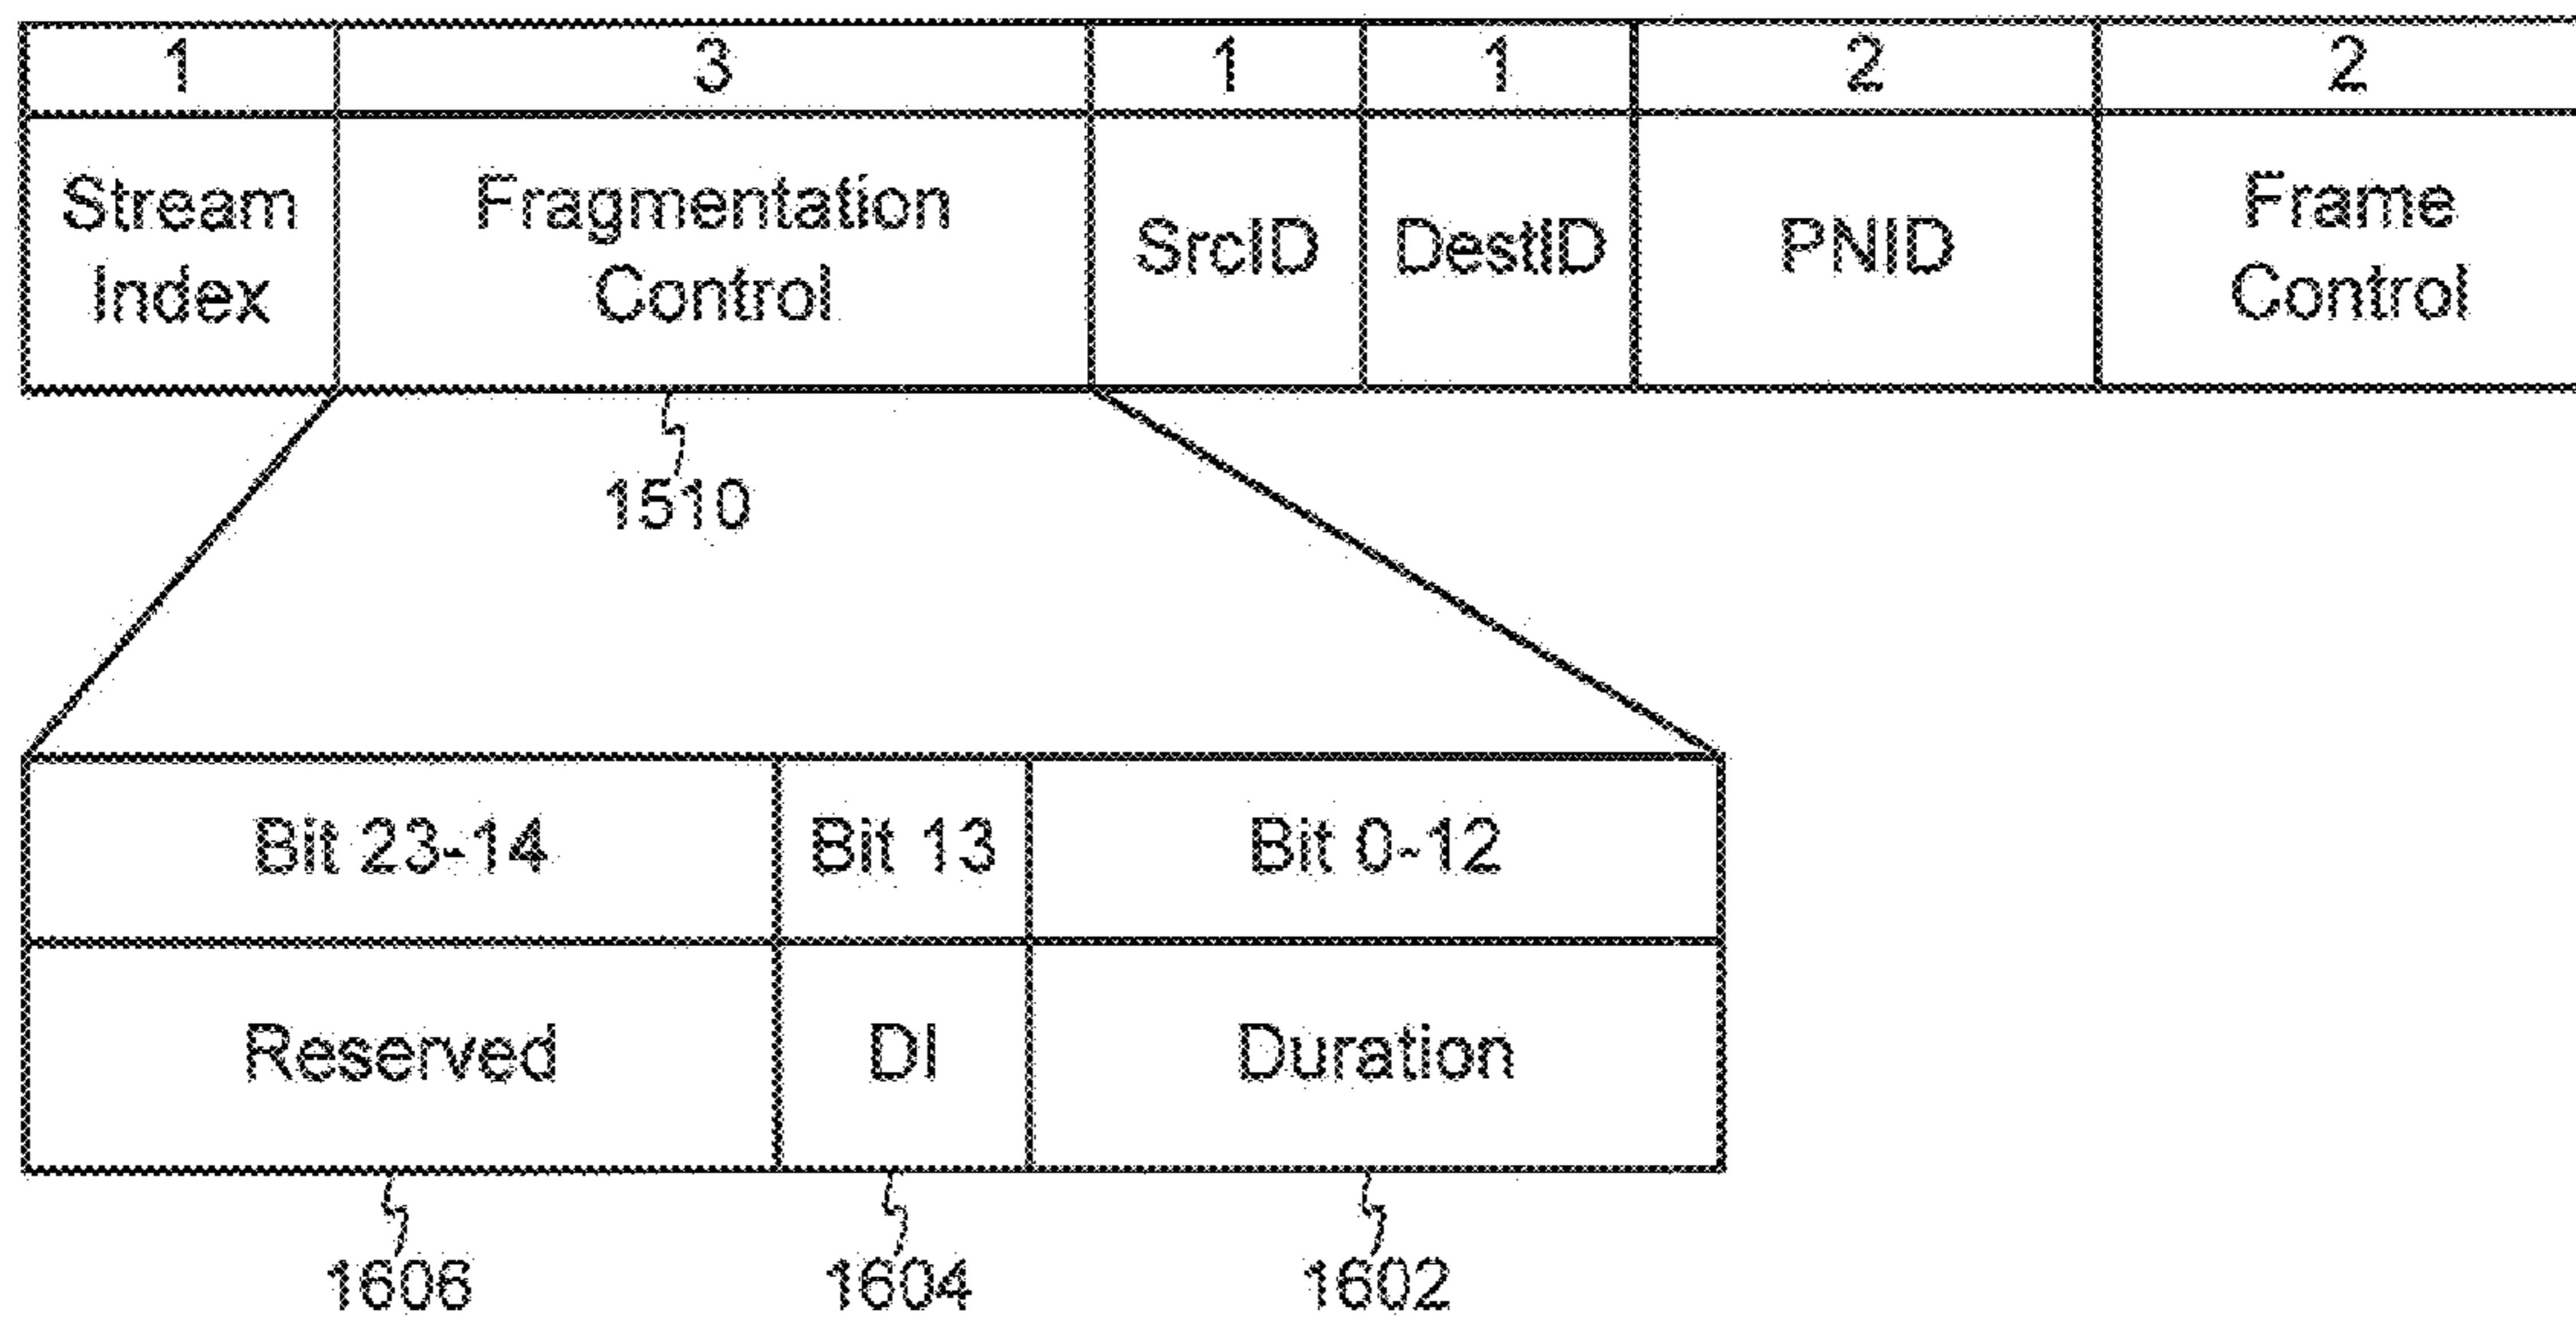 1 3 1 1 2 2
Stream Index Fragmentation Control SrcID DestID PNID Frame Control
1510
Bit 23-14 Bit 13 Bit 0-12
Reserved DI Duration
1606 1604 1602